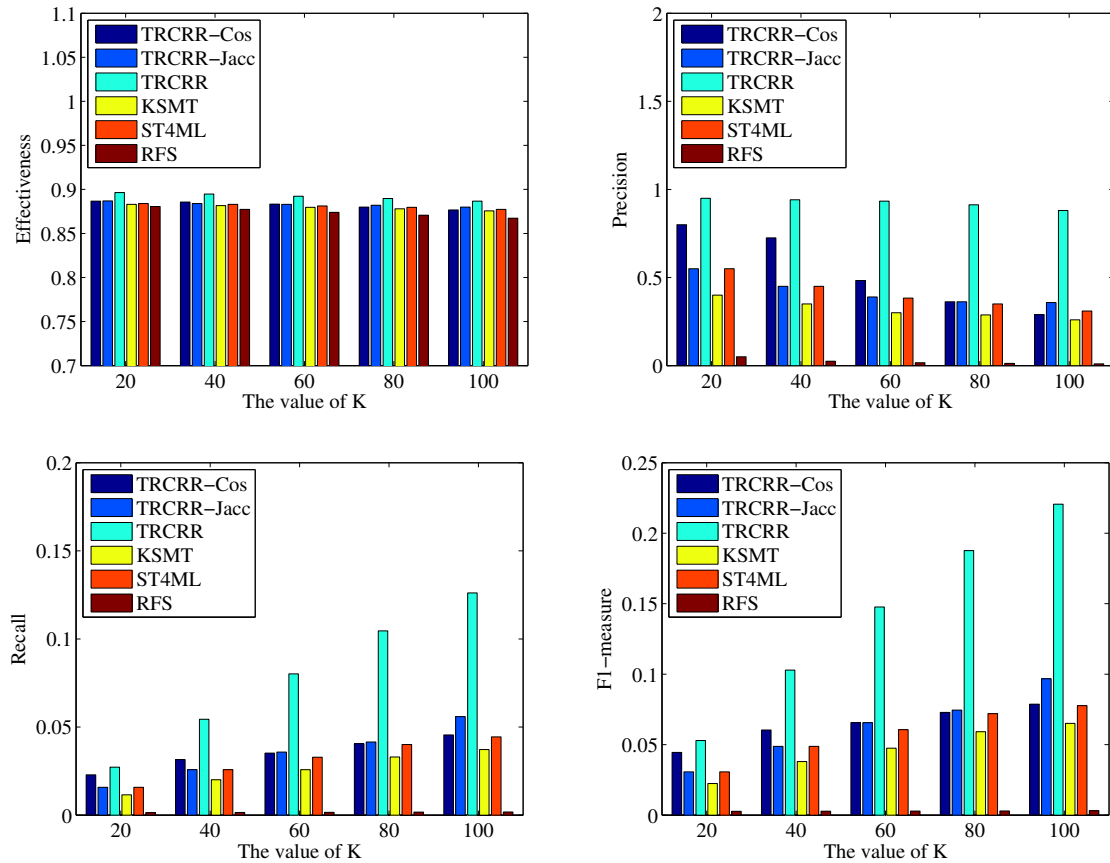 1.1
1.05
1
0.95
0.9
0.85
0.8
0.75
0.7
Effectiveness
TRCRR−Cos
TRCRR−Jacc
TRCRR
KSMT
ST4ML
RFS
20 40 60 80 100
The value of K
2
1.5
1
0.5
0
Precision
TRCRR−Cos
TRCRR−Jacc
TRCRR
KSMT
ST4ML
RFS
20 40 60 80 100
The value of K
0.2
0.15
0.1
0.05
0
Recall
TRCRR−Cos
TRCRR−Jacc
TRCRR
KSMT
ST4ML
RFS
20 40 60 80 100
The value of K
0.25
0.2
0.15
0.1
0.05
0
F1−measure
TRCRR−Cos
TRCRR−Jacc
TRCRR
KSMT
ST4ML
RFS
20 40 60 80 100
The value of K